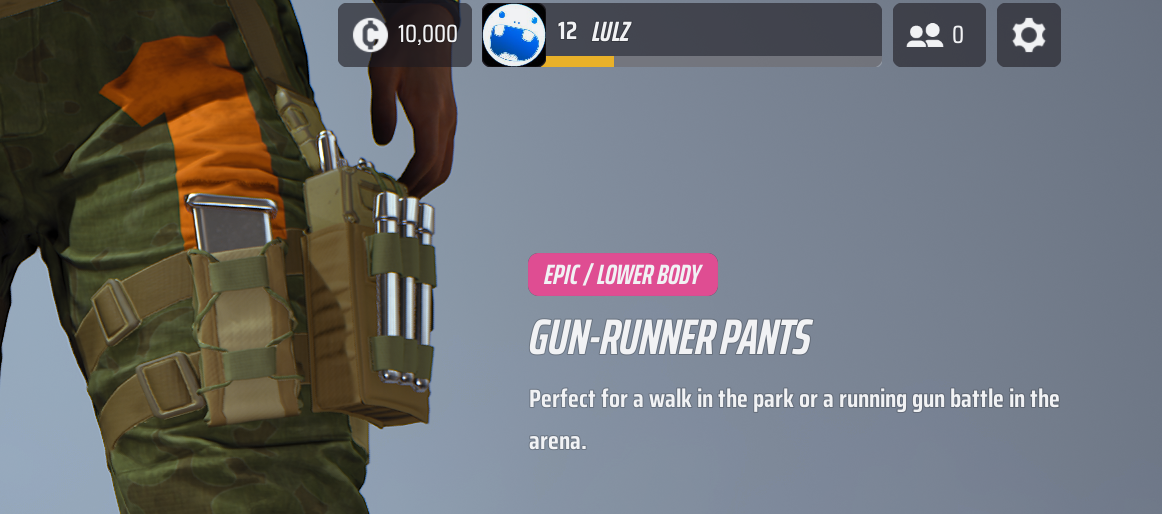 10,000
12 LULZ
0
EPIC / LOWER BODY
GUN-RUNNER PANTS
Perfect for a walk in the park or a running gun battle in the
arena.